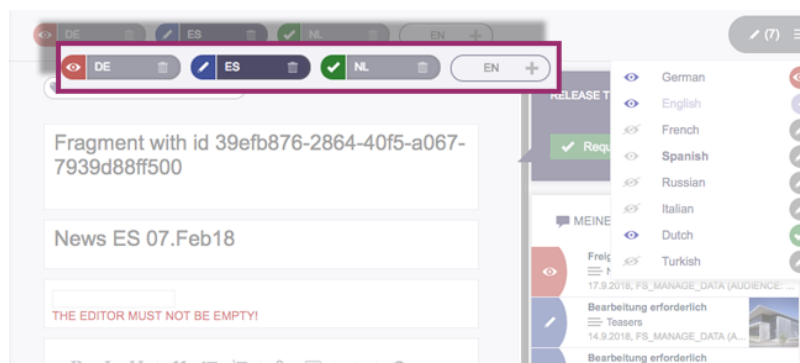 DE ES NL EN
(7)
DE ES NL EN
RELEASE T
Requ
German
English
French
Spanish
Russian
Italian
Dutch
Turkish
Fragment with id 39efb876-2864-40f5-a067-
7939d88ff500
News ES 07.Feb18
THE EDITOR MUST NOT BE EMPTY!
MEINE
Freig
N
17.9.2018, FS_MANAGE_DATA (AUDIENCE: ...
Bearbeitung erforderlich
Teasers
14.9.2018, FS_MANAGE_DATA (A...
Bearbeitung erforderlich